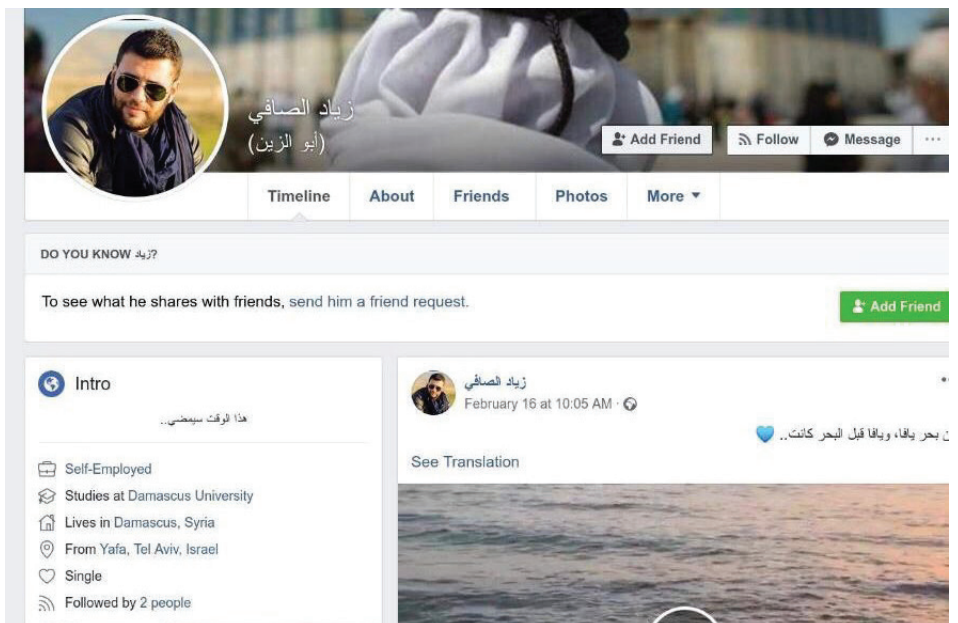 زياد الصافي
(أبو الزين)
Add Friend
Follow
Message
Timeline
About
Friends
Photos
More
DO YOU KNOW زياد?
To see what he shares with friends, send him a friend request.
Add Friend
Intro
هذا الوقت سيمضي..
Self-Employed
Studies at Damascus University
Lives in Damascus, Syria
From Yafa, Tel Aviv, Israel
Single
Followed by 2 people
زياد الصافي
February 16 at 10:05 AM ·
بحر يافا، ويافا قبل البحر كانت.. 💙
See Translation